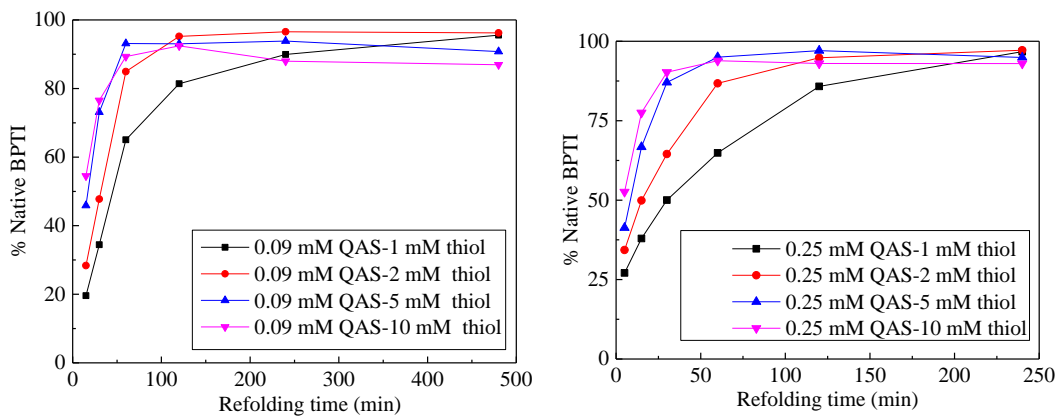 100
80
60
40
20
0
% Native BPTI
0.09 mM QAS-1 mM thiol
0.09 mM QAS-2 mM  thiol
0.09 mM QAS-5 mM  thiol
0.09 mM QAS-10 mM  thiol
0 100 200 300 400 500
Refolding time (min)
100
75
50
25
0
% Native BPTI
0.25 mM QAS-1 mM thiol
0.25 mM QAS-2 mM thiol
0.25 mM QAS-5 mM thiol
0.25 mM QAS-10 mM thiol
0 50 100 150 200 250
Refolding time (min)